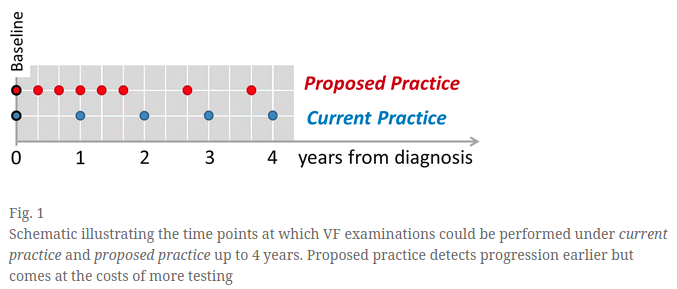 Baseline
Proposed Practice
Current Practice
0 1 2 3 4 years from diagnosis
Fig. 1
Schematic illustrating the time points at which VF examinations could be performed under current
practice and proposed practice up to 4 years. Proposed practice detects progression earlier but
comes at the costs of more testing